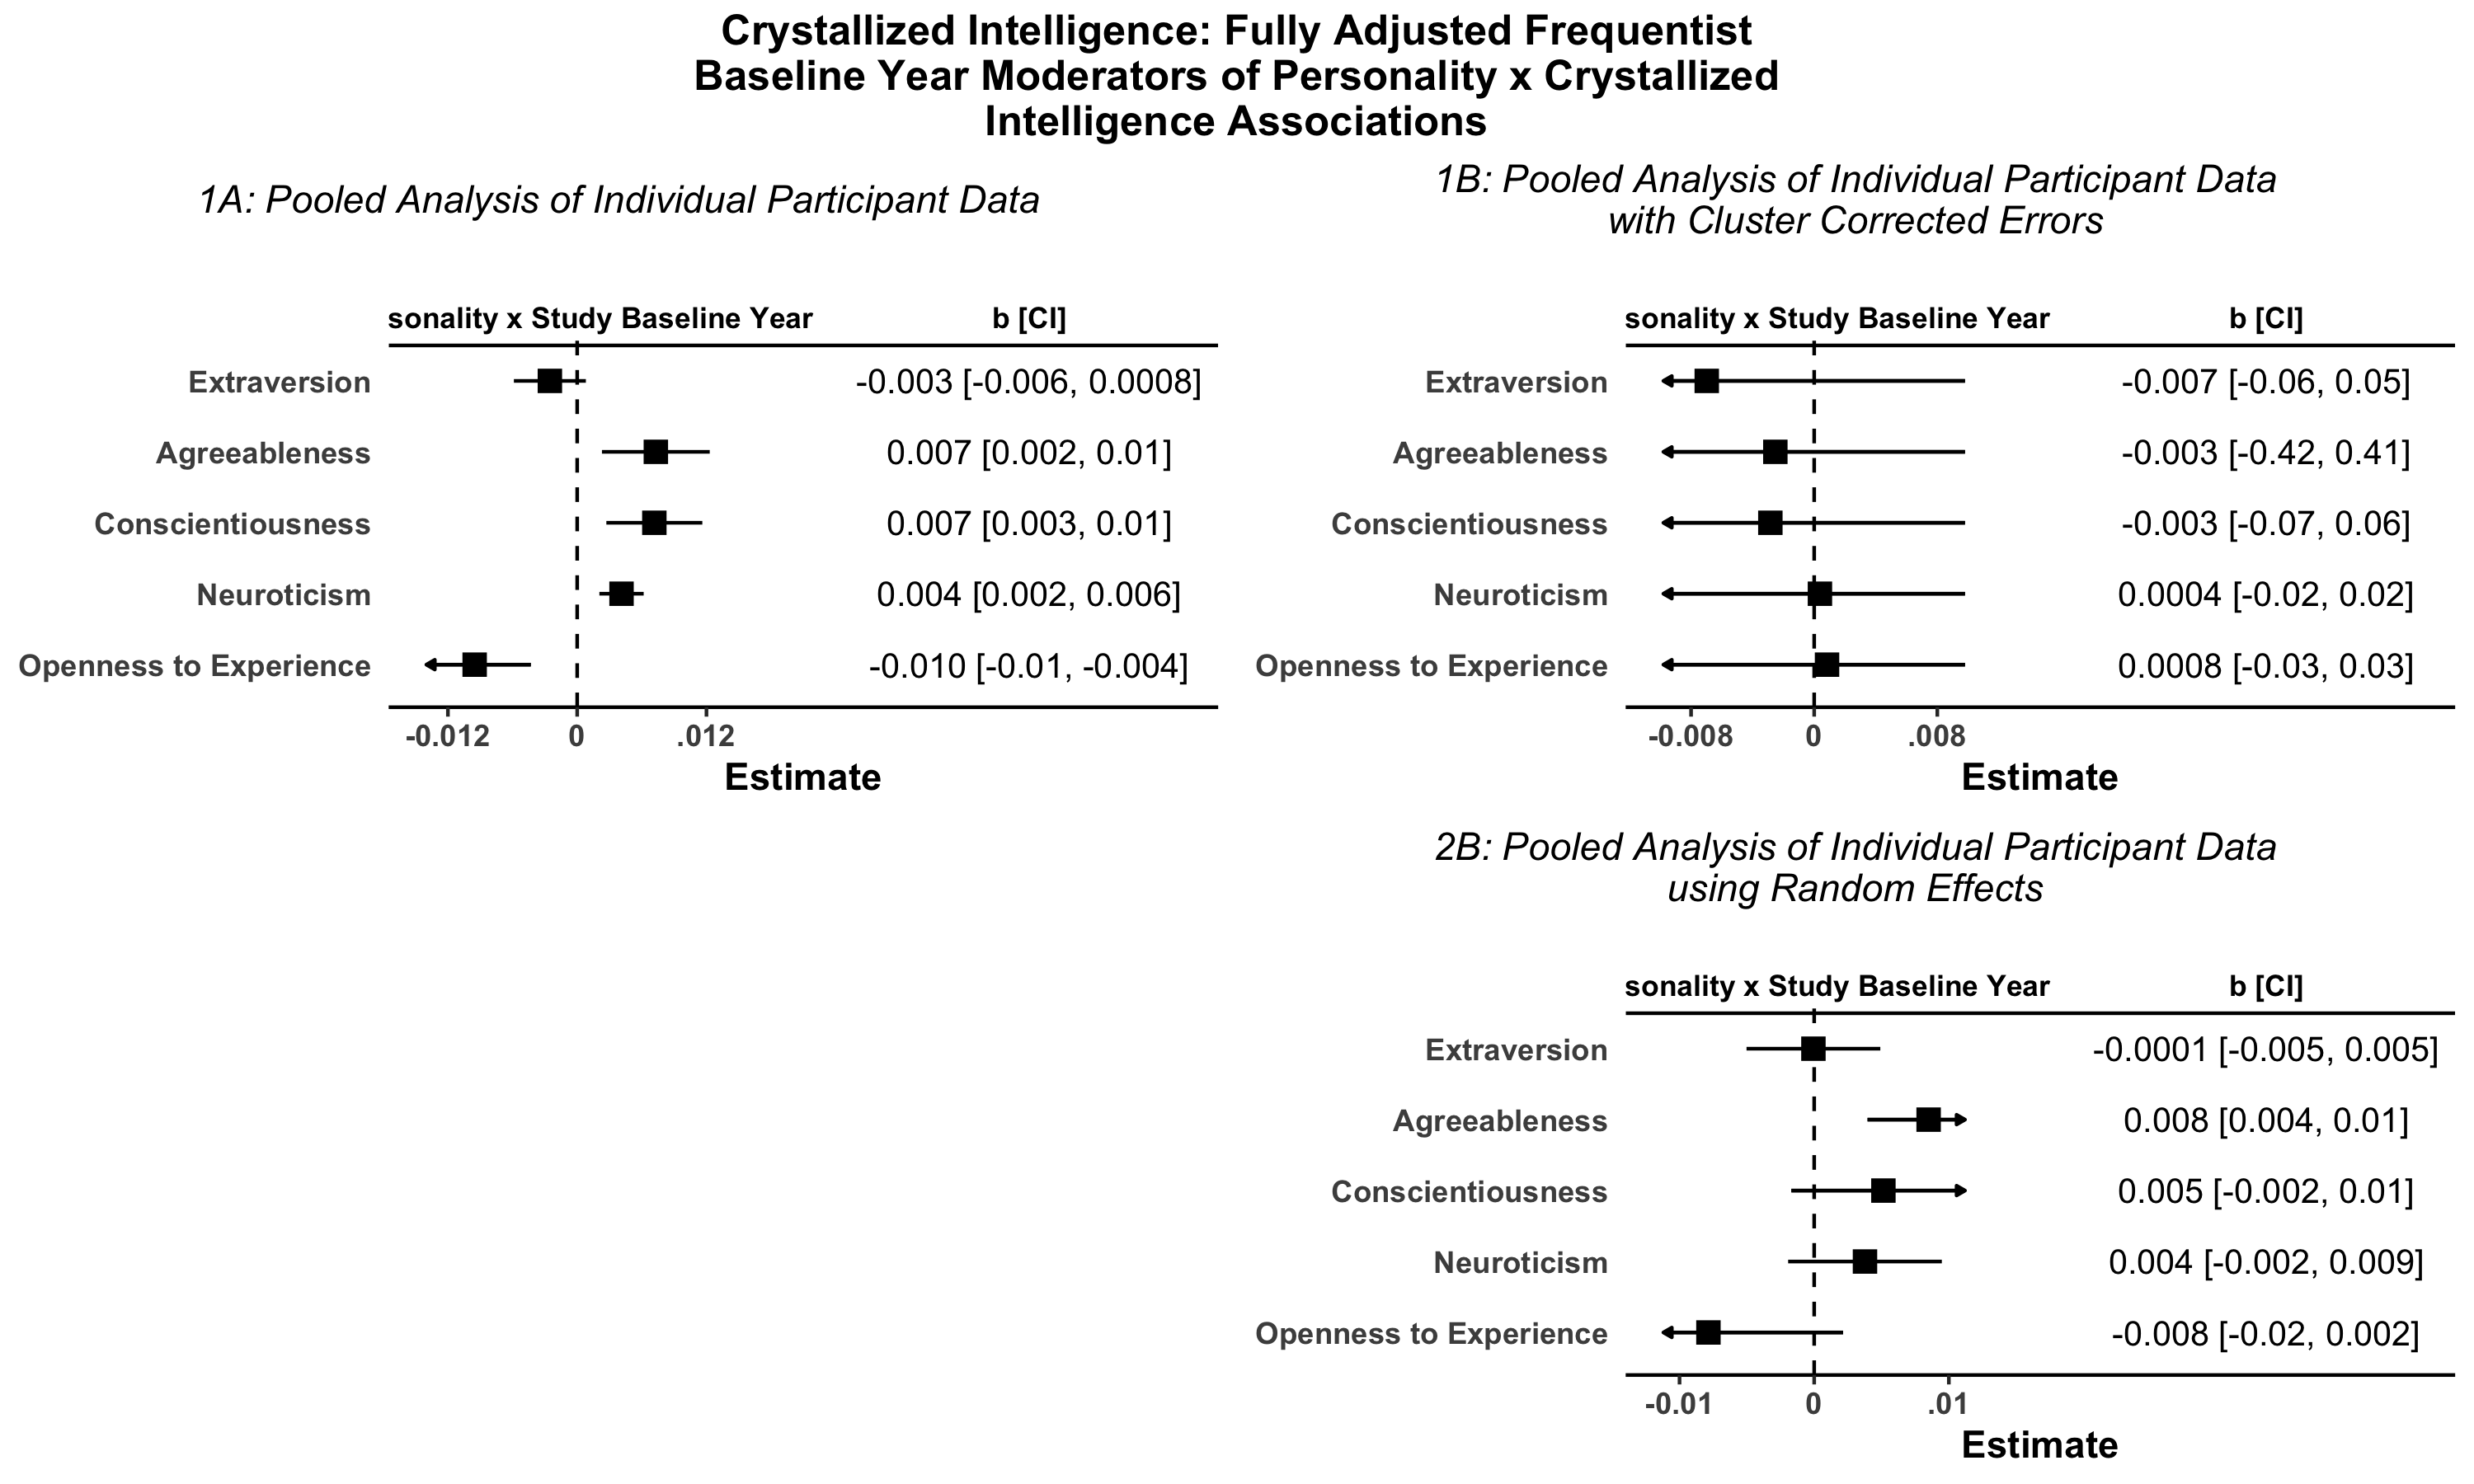 Crystallized Intelligence: Fully Adjusted Frequentist
Baseline Year Moderators of Personality x Crystallized
Intelligence Associations
1A: Pooled Analysis of Individual Participant Data
sonality x Study Baseline Year b [CI]
Extraversion -0.003 [-0.006, 0.0008]
Agreeableness 0.007 [0.002, 0.01]
Conscientiousness 0.007 [0.003, 0.01]
Neuroticism 0.004 [0.002, 0.006]
Openness to Experience -0.010 [-0.01, -0.004]
-0.012 0 .012
Estimate
1B: Pooled Analysis of Individual Participant Data
with Cluster Corrected Errors
sonality x Study Baseline Year b [CI]
Extraversion -0.007 [-0.06, 0.05]
Agreeableness -0.003 [-0.42, 0.41]
Conscientiousness -0.003 [-0.07, 0.06]
Neuroticism 0.0004 [-0.02, 0.02]
Openness to Experience 0.0008 [-0.03, 0.03]
-0.008 0 .008
Estimate
2B: Pooled Analysis of Individual Participant Data
using Random Effects
sonality x Study Baseline Year b [CI]
Extraversion -0.0001 [-0.005, 0.005]
Agreeableness 0.008 [0.004, 0.01]
Conscientiousness 0.005 [-0.002, 0.01]
Neuroticism 0.004 [-0.002, 0.009]
Openness to Experience -0.008 [-0.02, 0.002]
-0.01 0 .01
Estimate